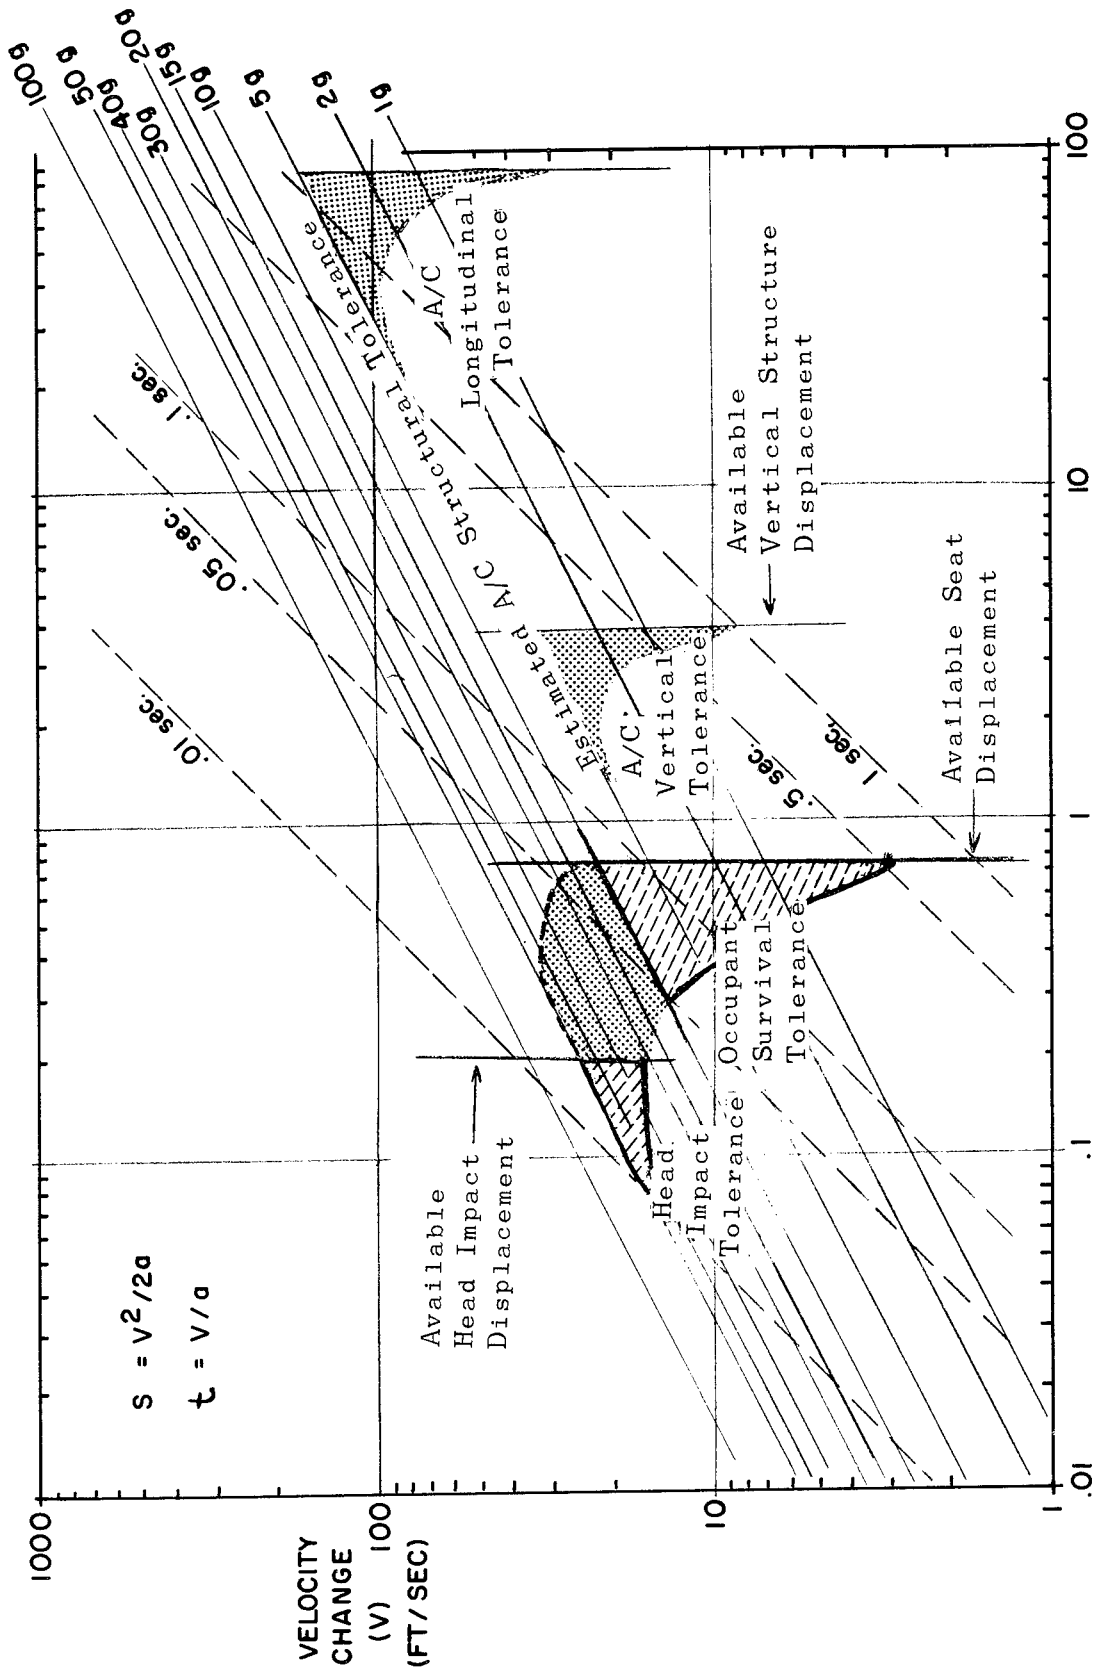 1000
100
10
1
VELOCITY
CHANGE
(V)
(FT/SEC)
S = V²/2a
t = V/a
.01 sec.
.05 sec.
.1 sec.
.5 sec.
1 sec.
100g
50g
40g
30g
20g
15g
10g
5g
2g
1g
Estimated A/C Structural Tolerance
A/C
Longitudinal
Tolerance
A/C
Vertical
Tolerance
Available
Vertical Structure
Displacement
Available Seat
Displacement
Available
Head Impact
Displacement
Head
Impact
Tolerance
Occupant
Survival
Tolerance
.01
.1
1
10
100